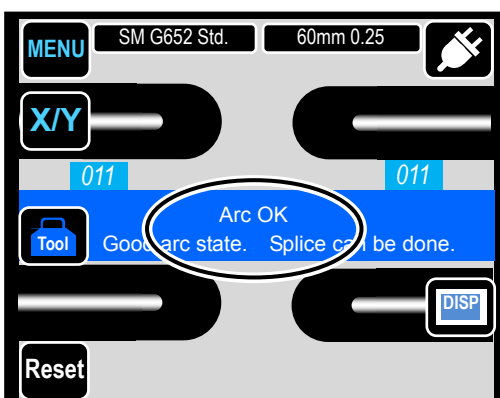 MENU
SM G652 Std.
60mm 0.25
X/Y
011
011
Arc OK
Tool
Good arc state. Splice can be done.
DISP
Reset